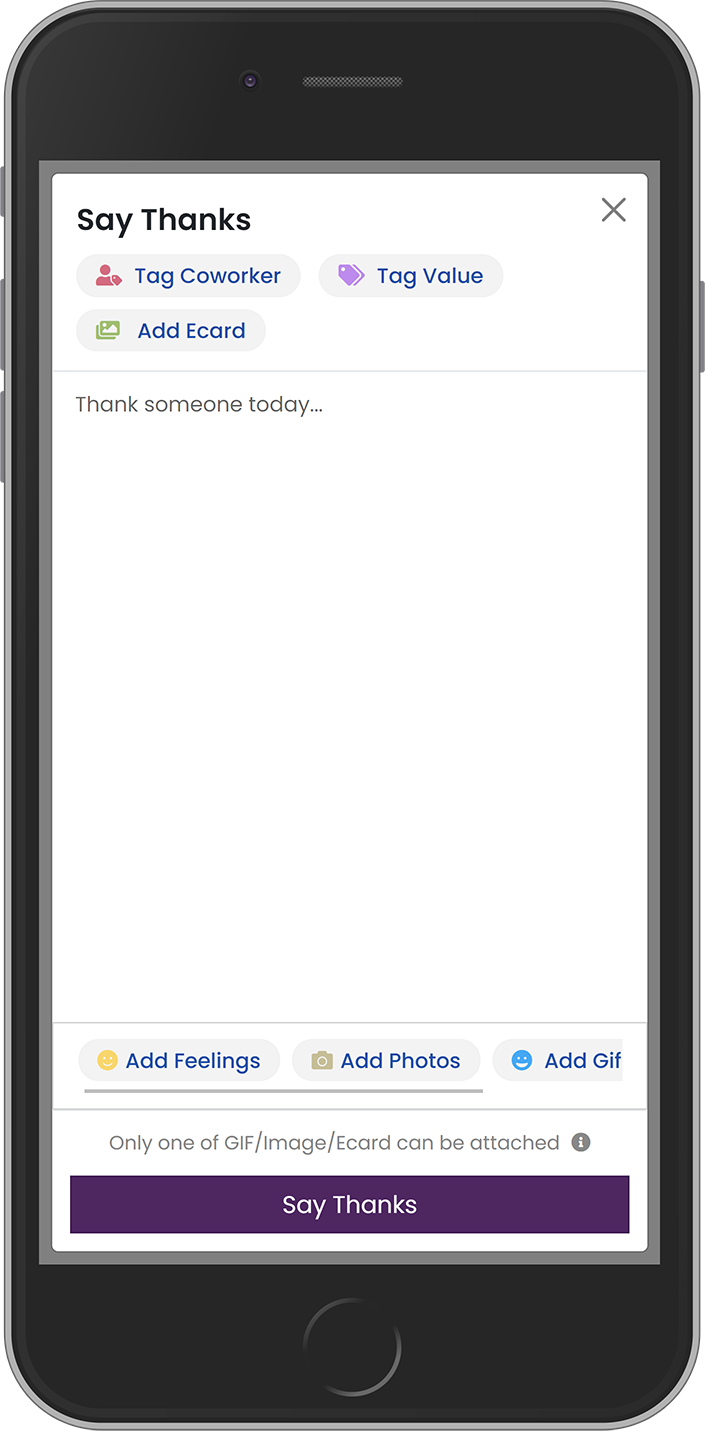 Say Thanks
Tag Coworker Tag Value
Add Ecard
Thank someone today...
Add Feelings Add Photos Add Gif
Only one of GIF/Image/Ecard can be attached
Say Thanks